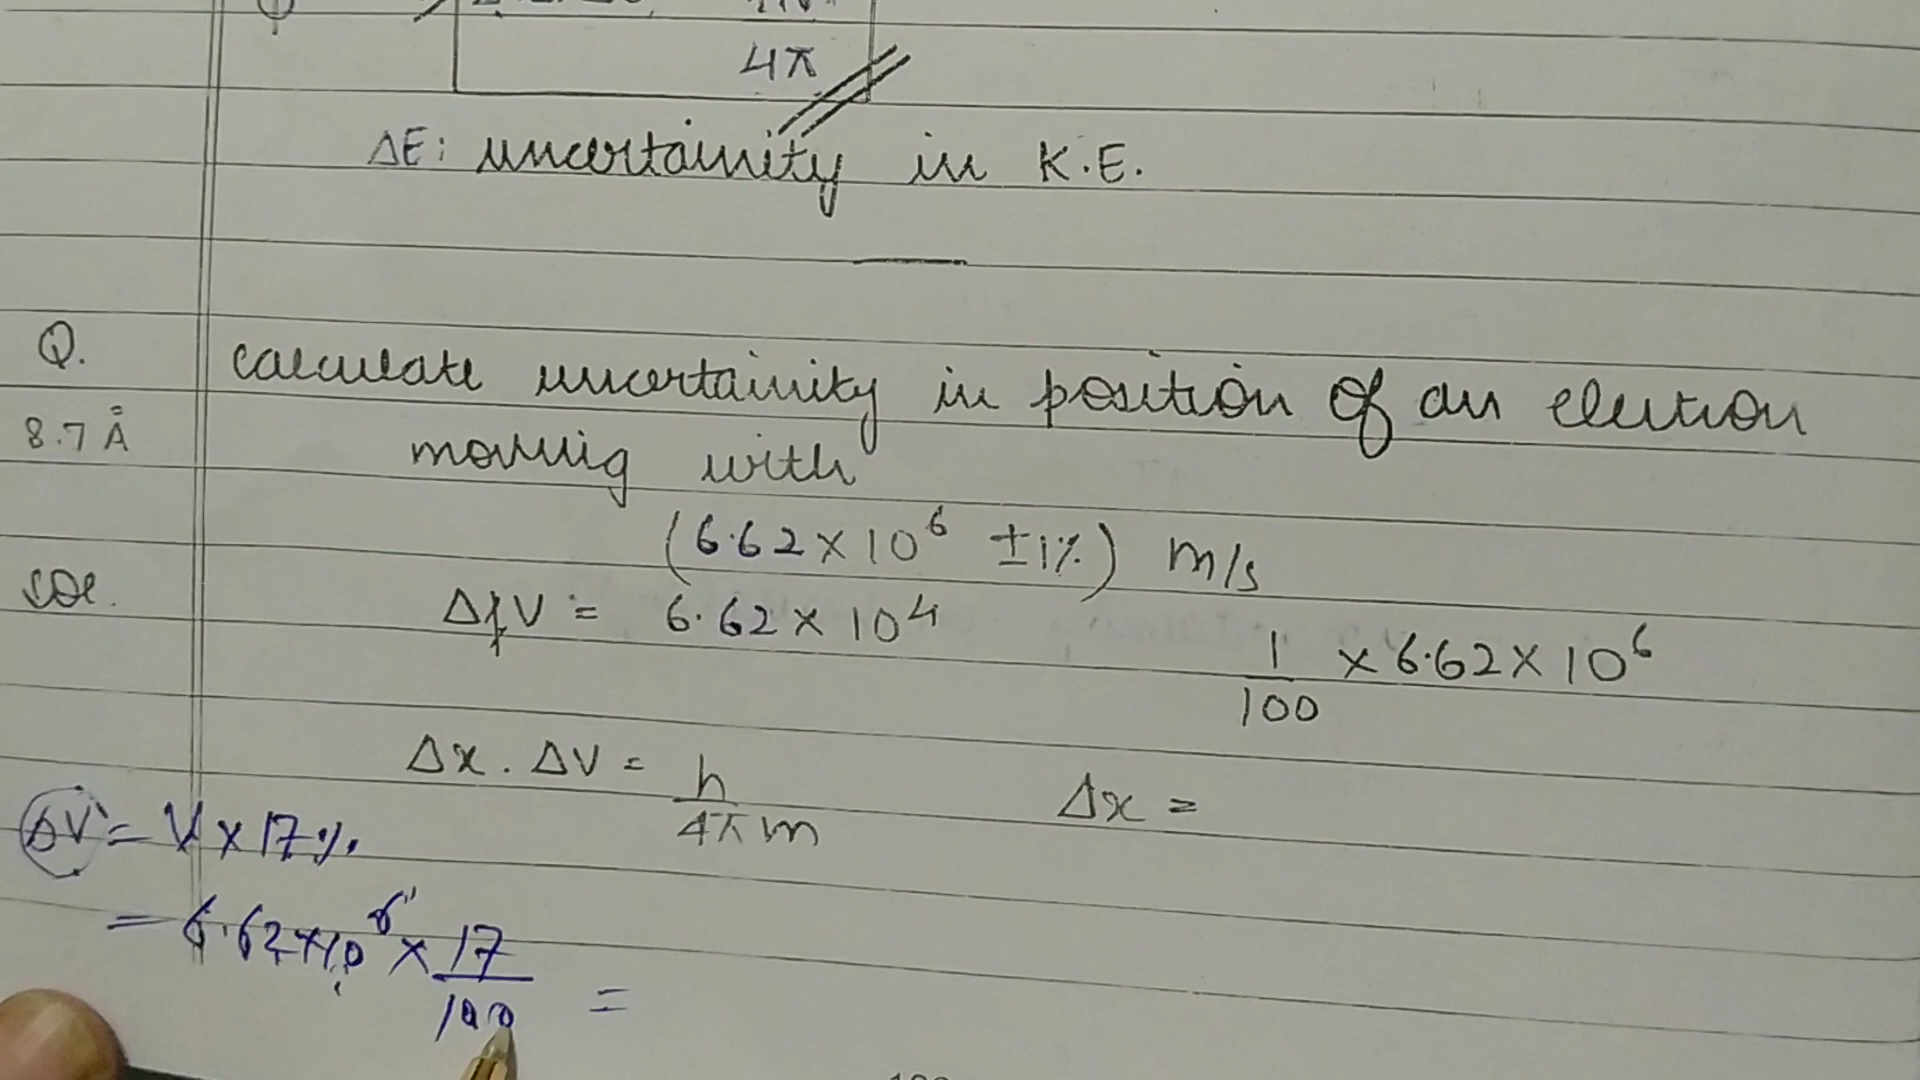 4π
ΔE: uncertainity in K.E.
Q. calculate uncertainity in position of an electron
8.7 Å moving with
(6.62 × 10⁶ ±1%) m/s
sol. ΔV = 6.62 × 10⁴
1/100 × 6.62 × 10⁶
Δx . ΔV = h/4πm Δx =
ΔV = V × 17%
= 6.62×10⁶ × 17/100 =